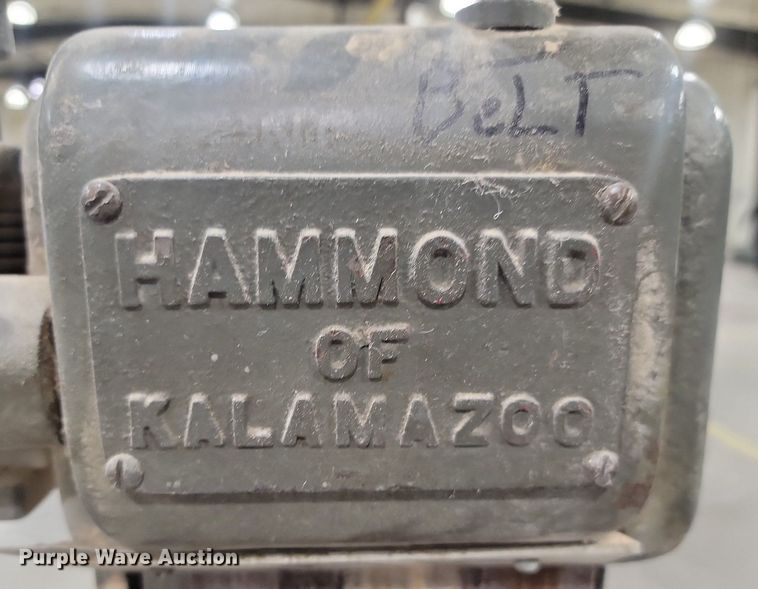 BeLT
HAMMOND
OF
KALAMAZOO
Purple Wave Auction